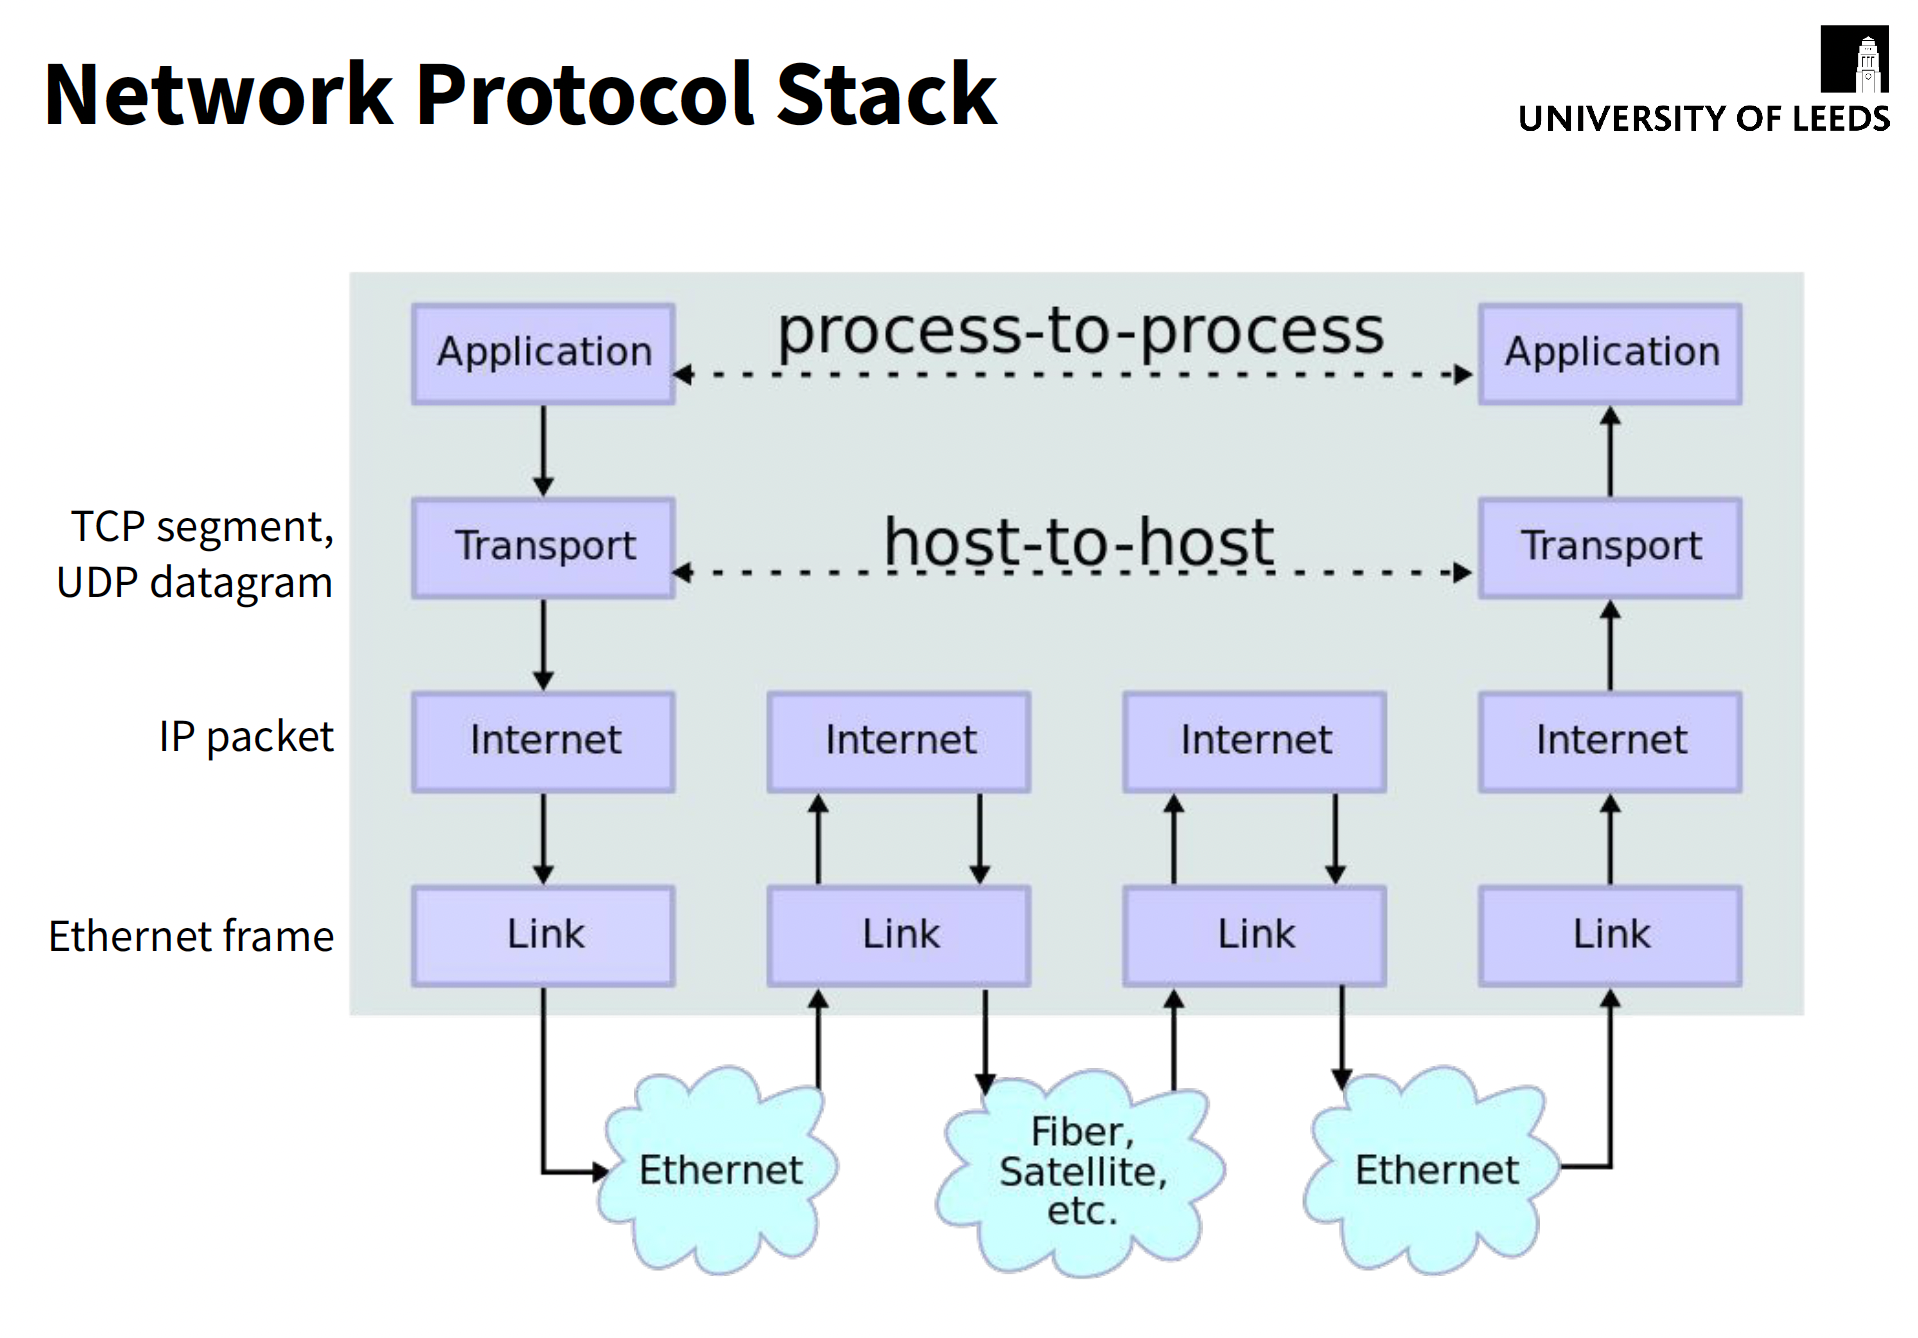 Network Protocol Stack
UNIVERSITY OF LEEDS
Application
process-to-process
Application
TCP segment,
UDP datagram
Transport
host-to-host
Transport
IP packet
Internet
Internet
Internet
Internet
Ethernet frame
Link
Link
Link
Link
Ethernet
Fiber,
Satellite,
etc.
Ethernet